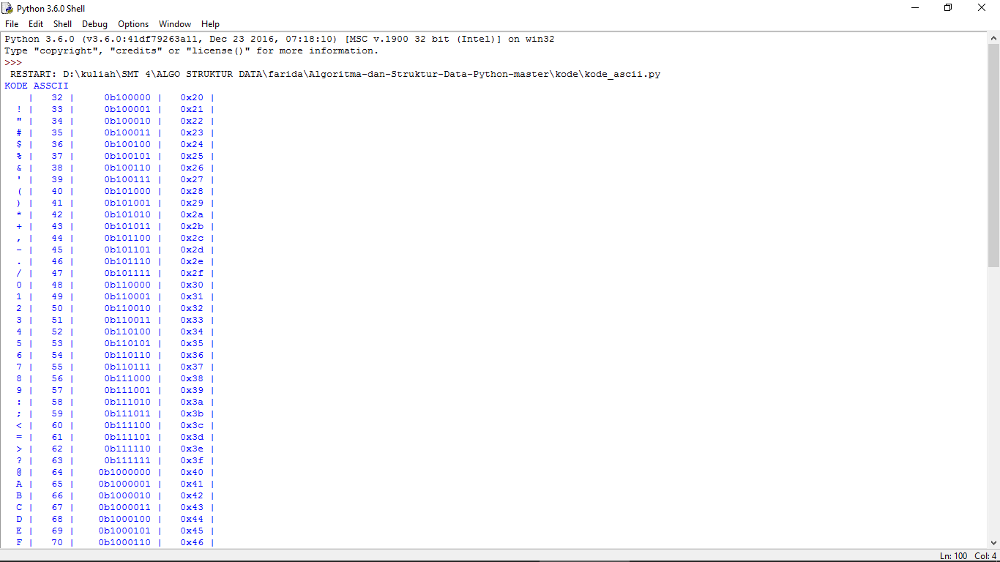 Python 3.6.0 Shell
File Edit Shell Debug Options Window Help
Python 3.6.0 (v3.6.0:41df79263a11, Dec 23 2016, 07:18:10) [MSC v.1900 32 bit (Intel)] on win32
Type "copyright", "credits" or "license()" for more information.
>>>
RESTART: D:\kuliah\SMT 4\ALGO STRUKTUR DATA\farida\Algoritma-dan-Struktur-Data-Python-master\kode\kode_ascii.py
KODE ASSCII
| 32 | 0b100000 | 0x20 |
! | 33 | 0b100001 | 0x21 |
" | 34 | 0b100010 | 0x22 |
# | 35 | 0b100011 | 0x23 |
$ | 36 | 0b100100 | 0x24 |
% | 37 | 0b100101 | 0x25 |
& | 38 | 0b100110 | 0x26 |
' | 39 | 0b100111 | 0x27 |
( | 40 | 0b101000 | 0x28 |
) | 41 | 0b101001 | 0x29 |
* | 42 | 0b101010 | 0x2a |
+ | 43 | 0b101011 | 0x2b |
, | 44 | 0b101100 | 0x2c |
- | 45 | 0b101101 | 0x2d |
. | 46 | 0b101110 | 0x2e |
/ | 47 | 0b101111 | 0x2f |
0 | 48 | 0b110000 | 0x30 |
1 | 49 | 0b110001 | 0x31 |
2 | 50 | 0b110010 | 0x32 |
3 | 51 | 0b110011 | 0x33 |
4 | 52 | 0b110100 | 0x34 |
5 | 53 | 0b110101 | 0x35 |
6 | 54 | 0b110110 | 0x36 |
7 | 55 | 0b110111 | 0x37 |
8 | 56 | 0b111000 | 0x38 |
9 | 57 | 0b111001 | 0x39 |
: | 58 | 0b111010 | 0x3a |
; | 59 | 0b111011 | 0x3b |
< | 60 | 0b111100 | 0x3c |
= | 61 | 0b111101 | 0x3d |
> | 62 | 0b111110 | 0x3e |
? | 63 | 0b111111 | 0x3f |
@ | 64 | 0b1000000 | 0x40 |
A | 65 | 0b1000001 | 0x41 |
B | 66 | 0b1000010 | 0x42 |
C | 67 | 0b1000011 | 0x43 |
D | 68 | 0b1000100 | 0x44 |
E | 69 | 0b1000101 | 0x45 |
F | 70 | 0b1000110 | 0x46 |
Ln: 100 Col: 4